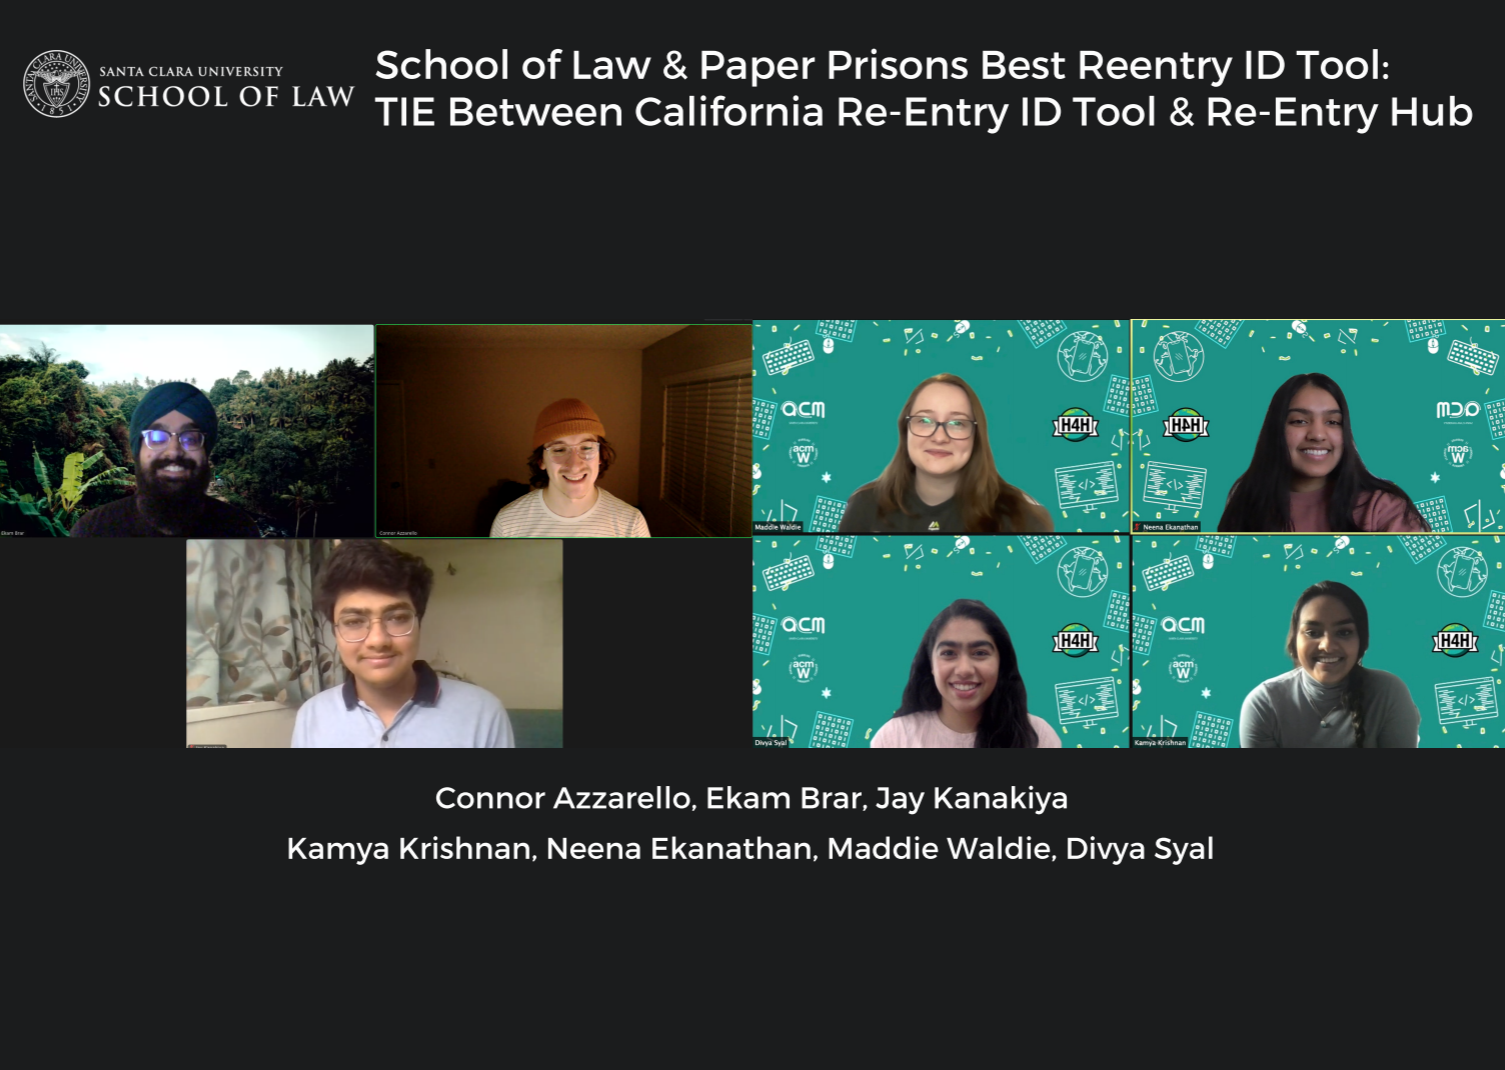 SANTA CLARA UNIVERSITY
SCHOOL OF LAW
School of Law & Paper Prisons Best Reentry ID Tool:
TIE Between California Re-Entry ID Tool & Re-Entry Hub
acm
H4H
acm
W
Maddie Waldie
acm
H4H
acm
W
Neena Ekanathan
Ekam Brar
Connor Azzarello
acm
H4H
acm
W
Divya Syal
acm
H4H
acm
W
Kamya Krishnan
Connor Azzarello, Ekam Brar, Jay Kanakiya
Kamya Krishnan, Neena Ekanathan, Maddie Waldie, Divya Syal